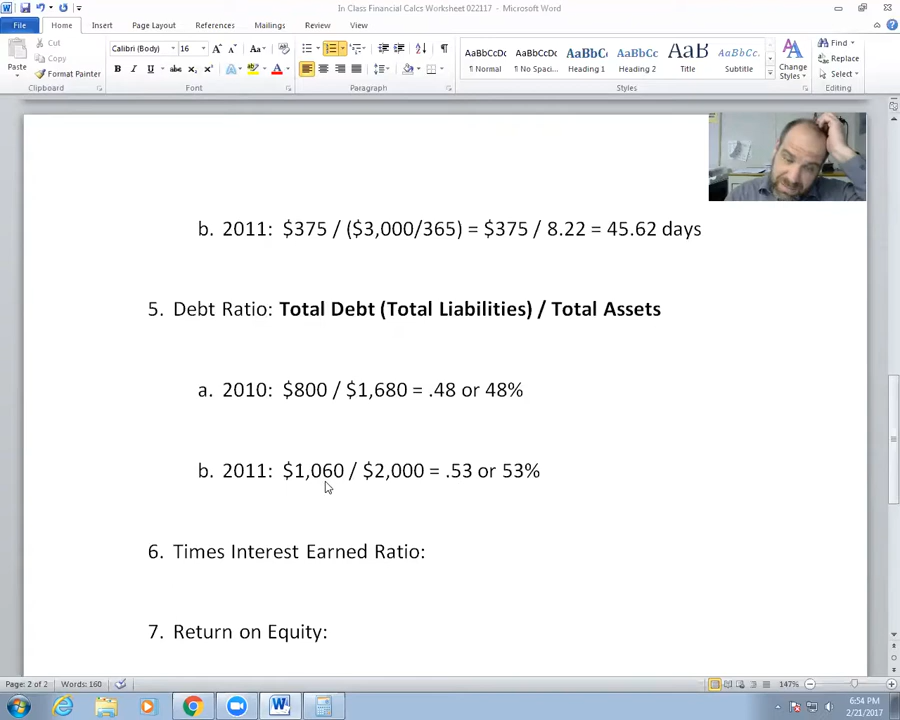 In Class Financial Calcs Worksheet 022117 - Microsoft Word
File Home Insert Page Layout References Mailings Review View
Cut
Copy
Format Painter
Paste
Clipboard
Calibri (Body) 16
Font
Paragraph
AaBbCcDc AaBbCcDc AaBbCc AaBbCc AaB AaBbCc.
¶ Normal ¶ No Spaci... Heading 1 Heading 2 Title Subtitle
Styles
Change Styles
Find
Replace
Select
Editing
b. 2011: $375 / ($3,000/365) = $375 / 8.22 = 45.62 days
5. Debt Ratio: Total Debt (Total Liabilities) / Total Assets
a. 2010: $800 / $1,680 = .48 or 48%
b. 2011: $1,060 / $2,000 = .53 or 53%
6. Times Interest Earned Ratio:
7. Return on Equity:
Page: 2 of 2 Words: 160 147%
6:54 PM
2/21/2017